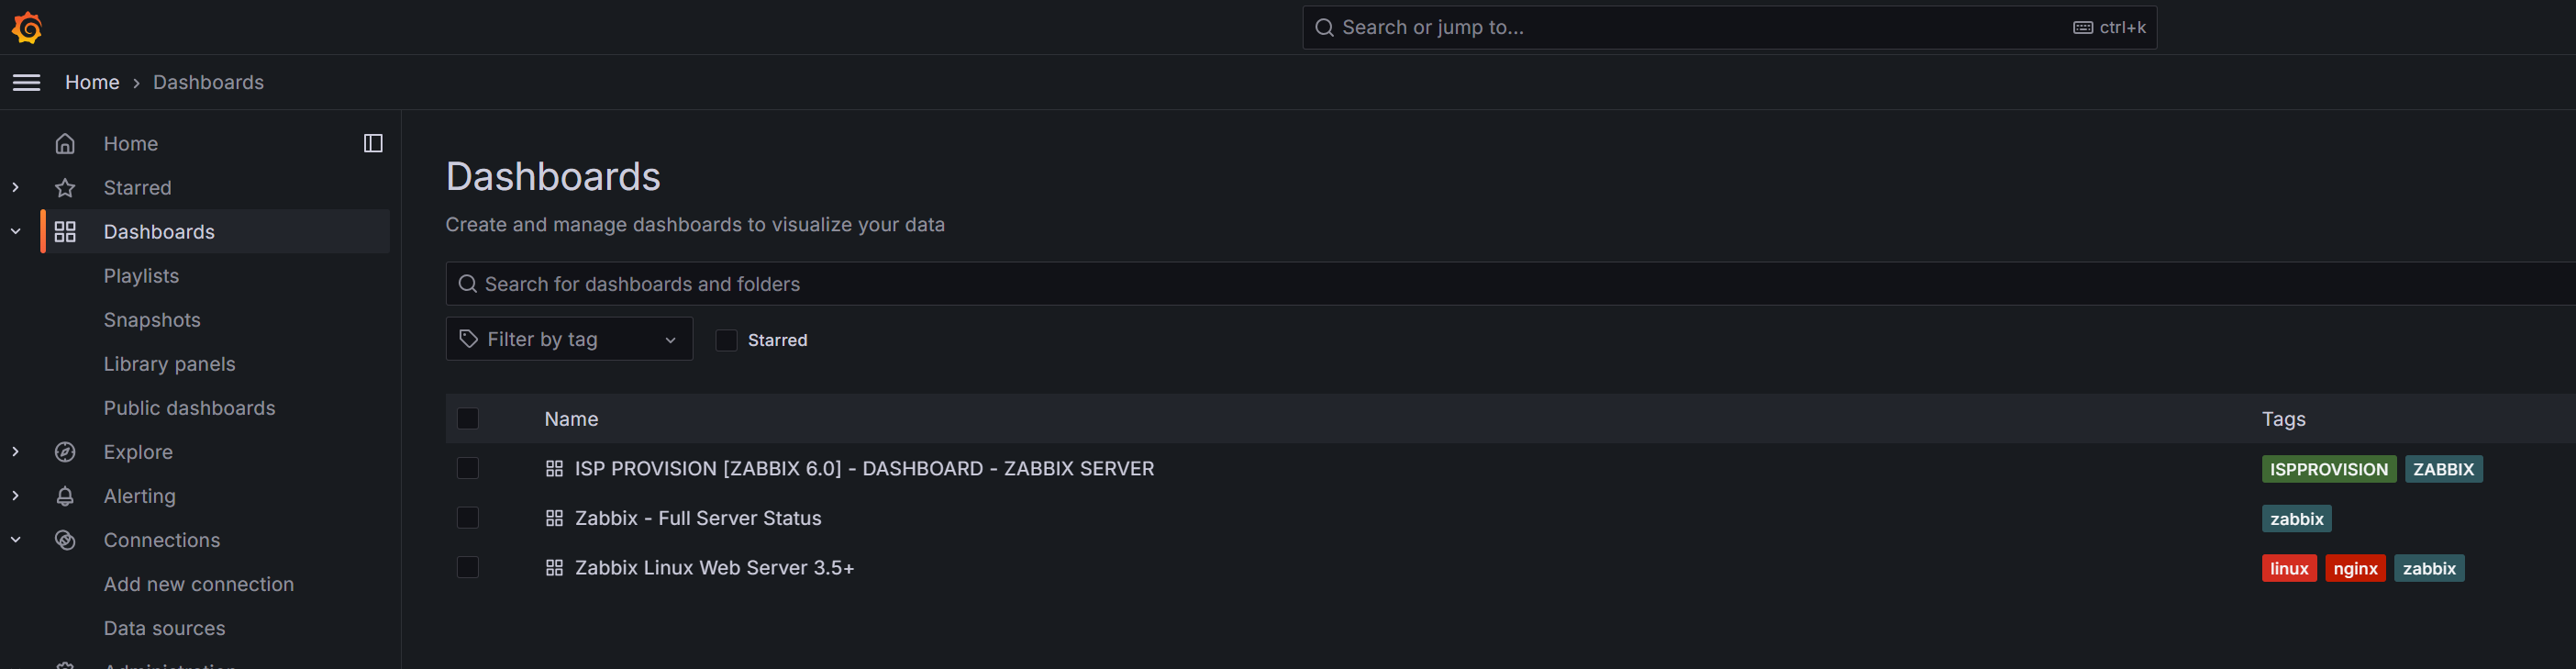 Search or jump to...
ctrl+k
Home › Dashboards
Home
Starred
Dashboards
Playlists
Snapshots
Library panels
Public dashboards
Explore
Alerting
Connections
Add new connection
Data sources
Administration
Dashboards
Create and manage dashboards to visualize your data
Search for dashboards and folders
Filter by tag
Starred
Name Tags
ISP PROVISION [ZABBIX 6.0] - DASHBOARD - ZABBIX SERVER ISPPROVISION ZABBIX
Zabbix - Full Server Status zabbix
Zabbix Linux Web Server 3.5+ linux nginx zabbix